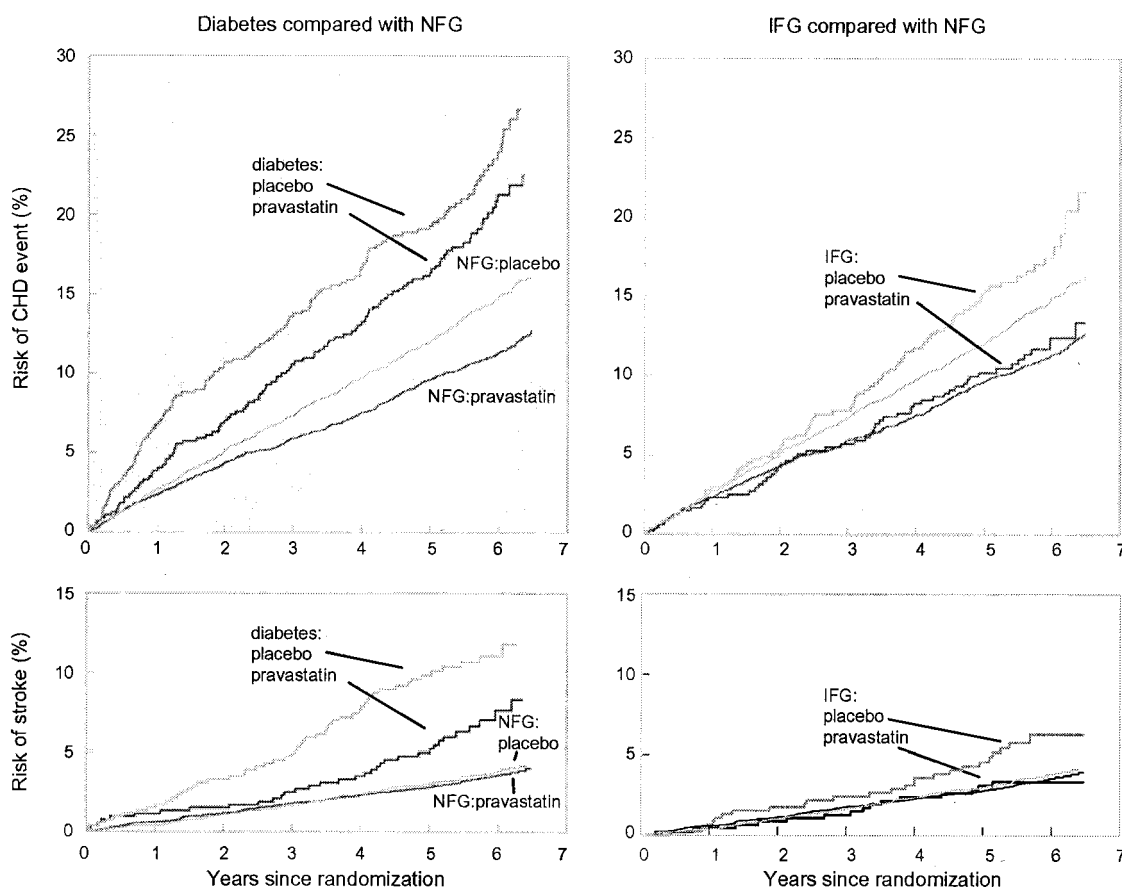 Diabetes compared with NFG
30
25
20
15
10
5
0
Risk of CHD event (%)
diabetes:
placebo
pravastatin
NFG:placebo
NFG:pravastatin
0 1 2 3 4 5 6 7
IFG compared with NFG
30
25
20
15
10
5
0
IFG:
placebo
pravastatin
0 1 2 3 4 5 6 7
15
10
5
0
Risk of stroke (%)
diabetes:
placebo
pravastatin
NFG:
placebo
NFG:pravastatin
0 1 2 3 4 5 6 7
Years since randomization
15
10
5
0
IFG:
placebo
pravastatin
0 1 2 3 4 5 6 7
Years since randomization